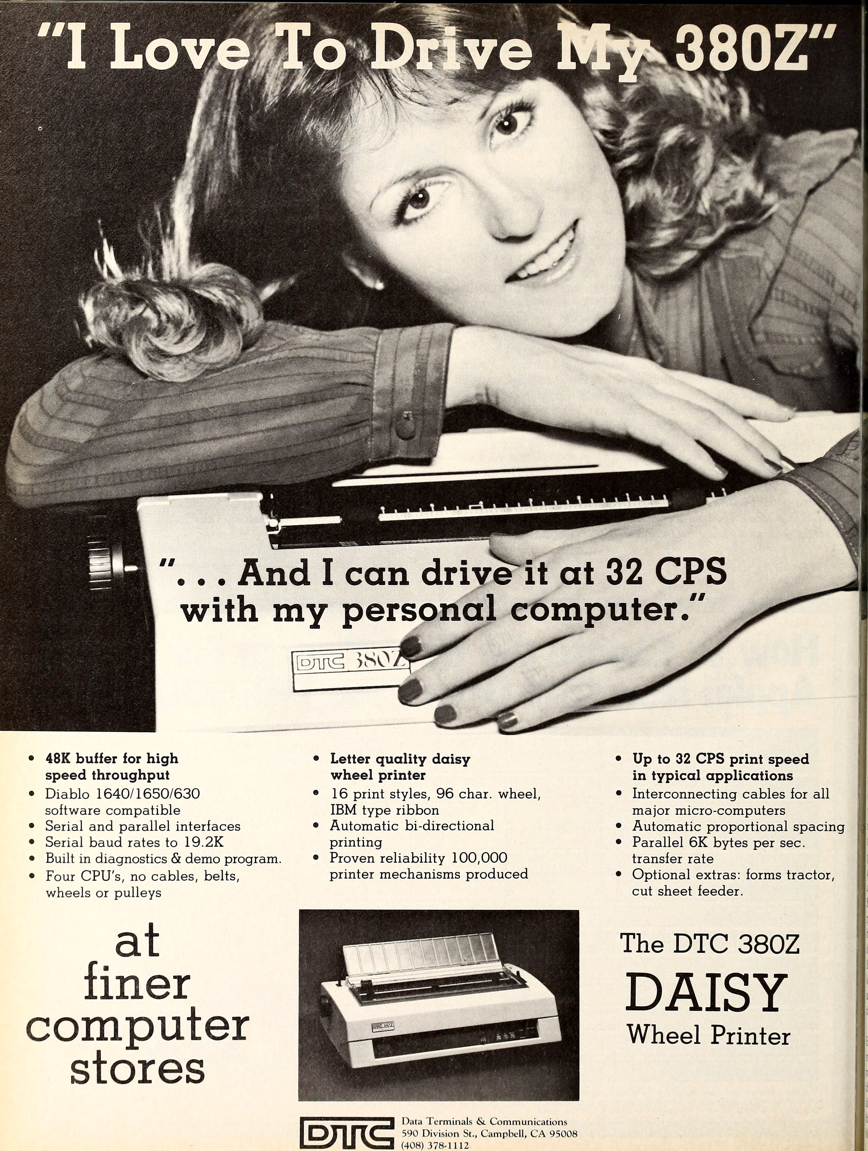 "I Love To Drive My 380Z"
". . . And I can drive it at 32 CPS
with my personal computer."
DTC 380Z
• 48K buffer for high
speed throughput
• Diablo 1640/1650/630
software compatible
• Serial and parallel interfaces
• Serial baud rates to 19.2K
• Built in diagnostics & demo program.
• Four CPU's, no cables, belts,
wheels or pulleys
• Letter quality daisy
wheel printer
• 16 print styles, 96 char. wheel,
IBM type ribbon
• Automatic bi-directional
printing
• Proven reliability 100,000
printer mechanisms produced
• Up to 32 CPS print speed
in typical applications
• Interconnecting cables for all
major micro-computers
• Automatic proportional spacing
• Parallel 6K bytes per sec.
transfer rate
• Optional extras: forms tractor,
cut sheet feeder.
at
finer
computer
stores
The DTC 380Z
DAISY
Wheel Printer
DTC
Data Terminals & Communications
590 Division St., Campbell, CA 95008
(408) 378-1112